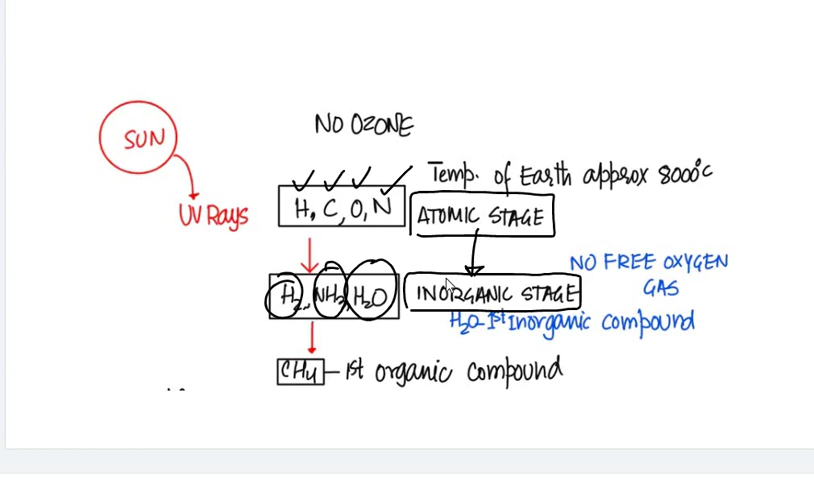 NO OZONE
SUN
Temp. of Earth approx 8000°C
UV Rays
H, C, O, N
ATOMIC STAGE
NO FREE OXYGEN
GAS
H₂, NH₃, H₂O
INORGANIC STAGE
H₂O-1st Inorganic compound
CH₄ - 1st organic compound